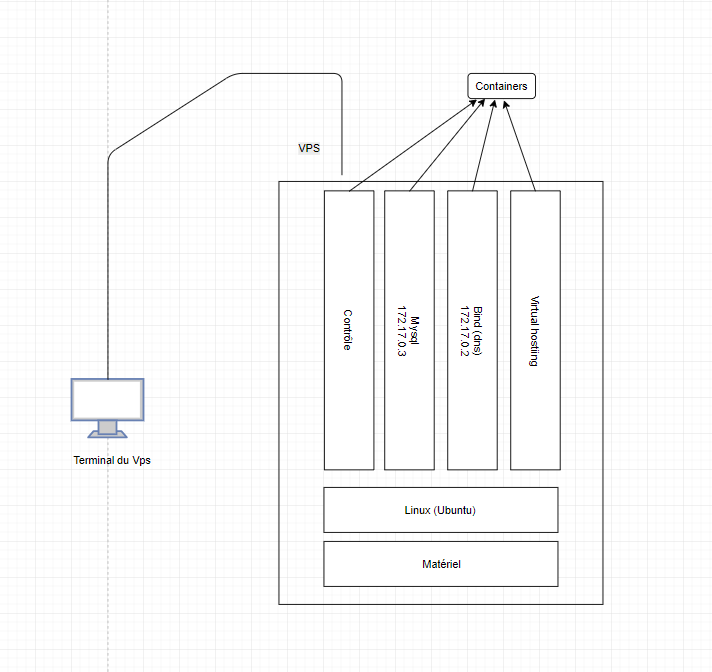 Containers
VPS
Contrôle
Mysql
172.17.0.3
Bind (dns)
172.17.0.2
Virtual hostiing
Terminal du Vps
Linux (Ubuntu)
Matériel